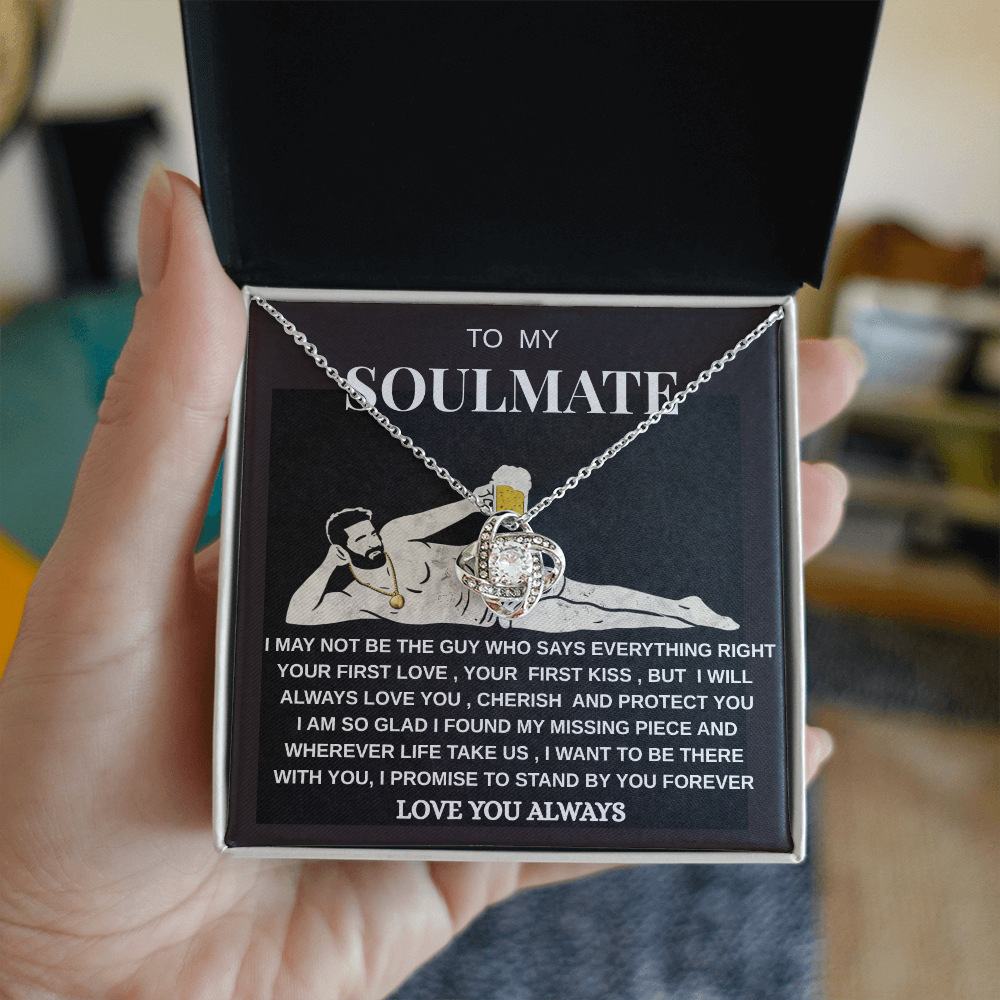 TO MY
SOULMATE
I MAY NOT BE THE GUY WHO SAYS EVERYTHING RIGHT
YOUR FIRST LOVE , YOUR FIRST KISS , BUT I WILL
ALWAYS LOVE YOU , CHERISH AND PROTECT YOU
I AM SO GLAD I FOUND MY MISSING PIECE AND
WHEREVER LIFE TAKE US , I WANT TO BE THERE
WITH YOU, I PROMISE TO STAND BY YOU FOREVER
LOVE YOU ALWAYS